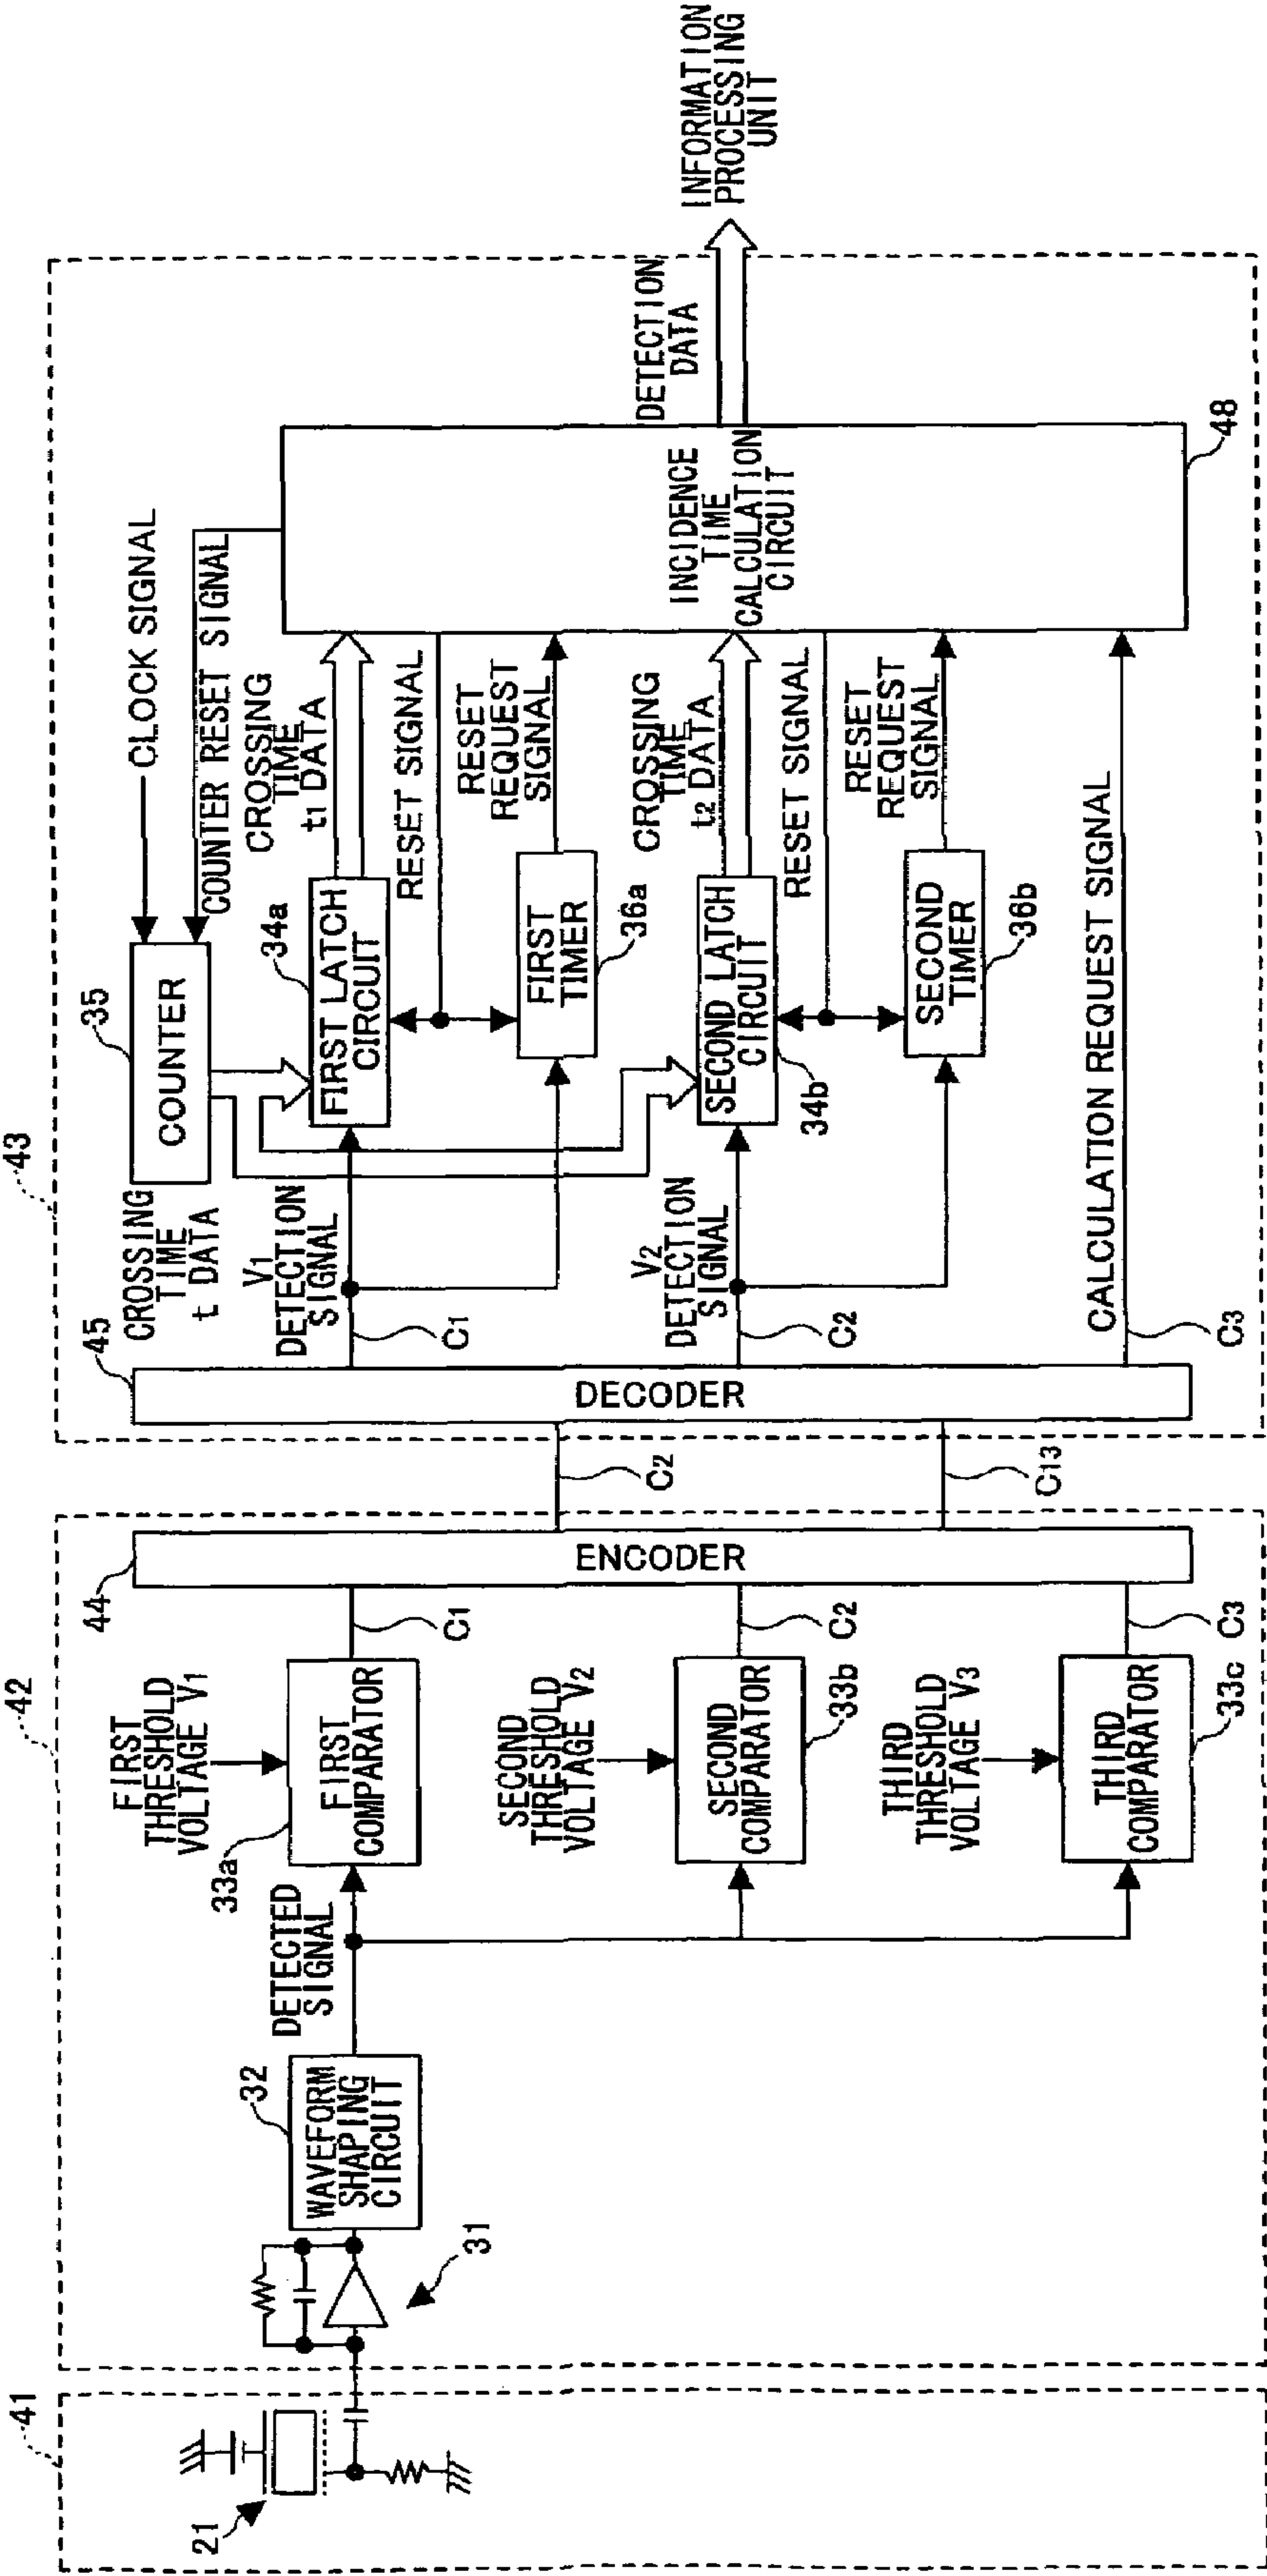 41
42
43
21
31
32
WAVEFORM
SHAPING
CIRCUIT
DETECTED
SIGNAL
FIRST
THRESHOLD
VOLTAGE V1
33a
FIRST
COMPARATOR
C1
SECOND
THRESHOLD
VOLTAGE V2
SECOND
COMPARATOR
33b
C2
THIRD
THRESHOLD
VOLTAGE V3
THIRD
COMPARATOR
33c
C3
44
ENCODER
C2
C13
45
DECODER
CROSSING
TIME
t DATA
35
COUNTER
CLOCK SIGNAL
COUNTER RESET SIGNAL
V1
DETECTION
SIGNAL
C1
34a
FIRST LATCH
CIRCUIT
CROSSING
TIME
t1 DATA
RESET SIGNAL
FIRST
TIMER
36a
RESET
REQUEST
SIGNAL
V2
DETECTION
SIGNAL
C2
SECOND LATCH
CIRCUIT
34b
CROSSING
TIME
t2 DATA
RESET SIGNAL
SECOND
TIMER
36b
RESET
REQUEST
SIGNAL
CALCULATION REQUEST SIGNAL
C3
INCIDENCE
TIME
CALCULATION
CIRCUIT
48
DETECTION
DATA
INFORMATION
PROCESSING
UNIT